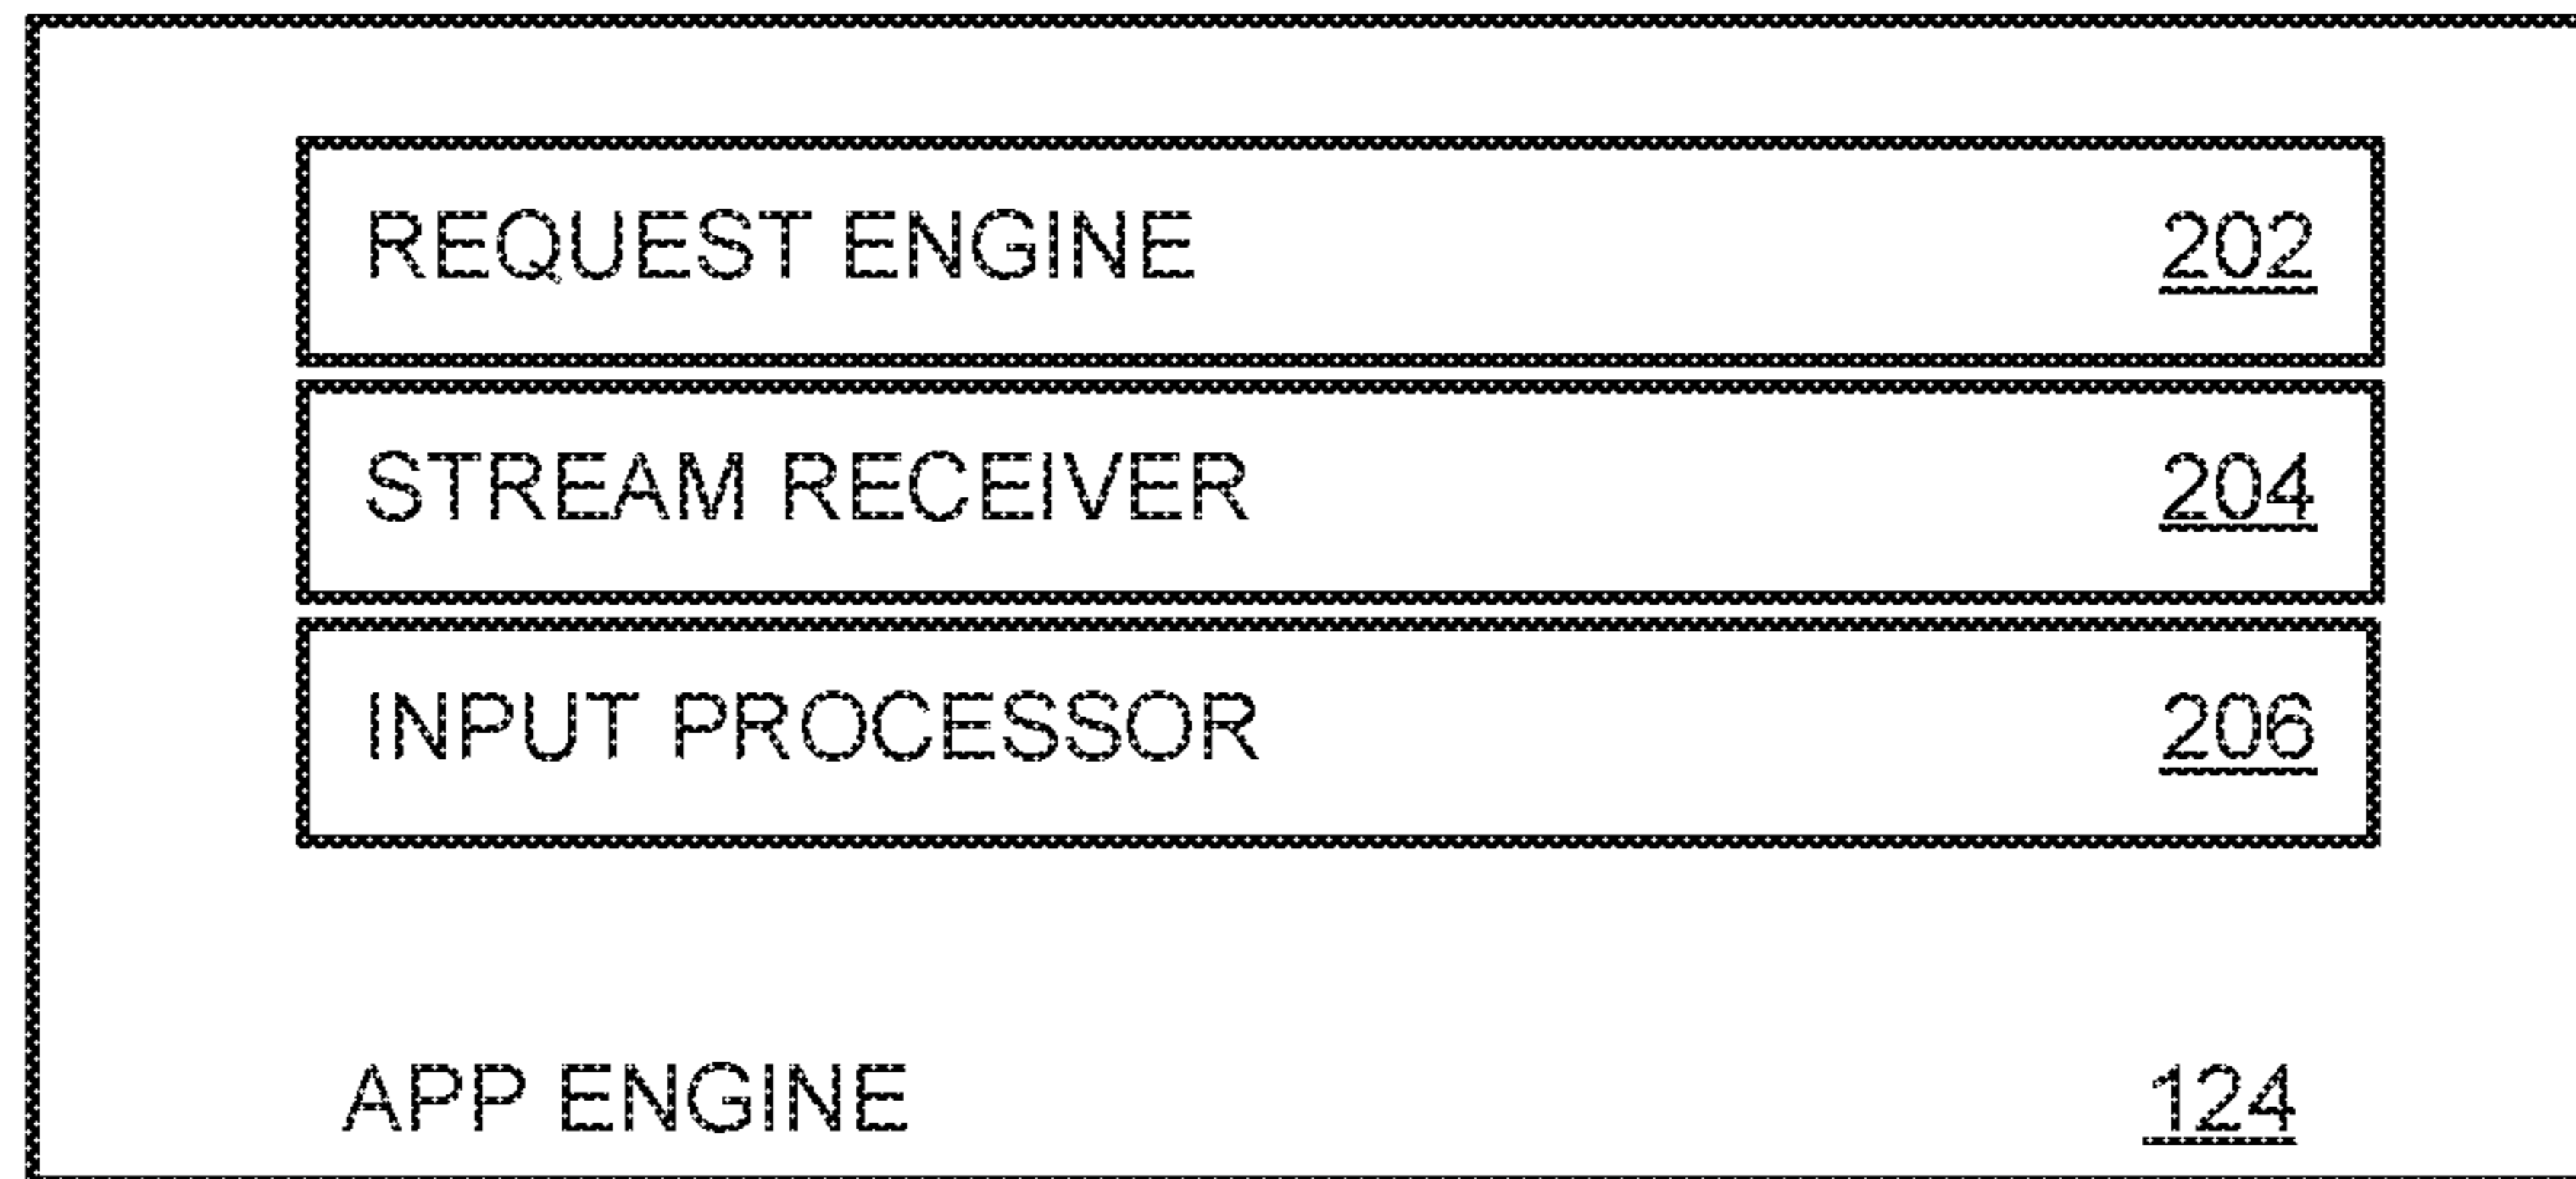 REQUEST ENGINE 202
STREAM RECEIVER 204
INPUT PROCESSOR 206
APP ENGINE 124